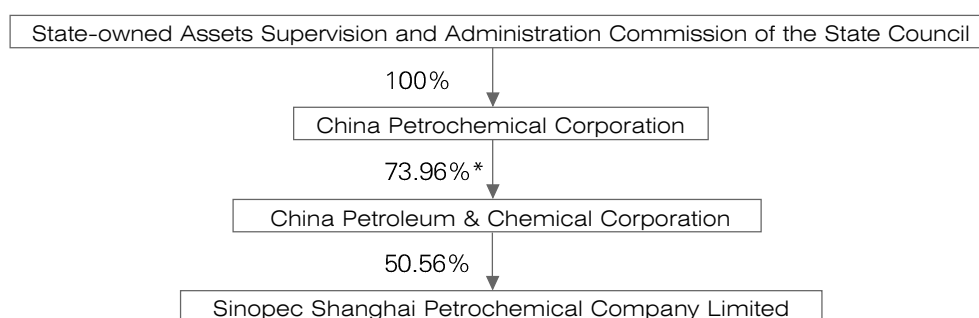 State-owned Assets Supervision and Administration Commission of the State Council
100%
China Petrochemical Corporation
73.96%*
China Petroleum & Chemical Corporation
50.56%
Sinopec Shanghai Petrochemical Company Limited